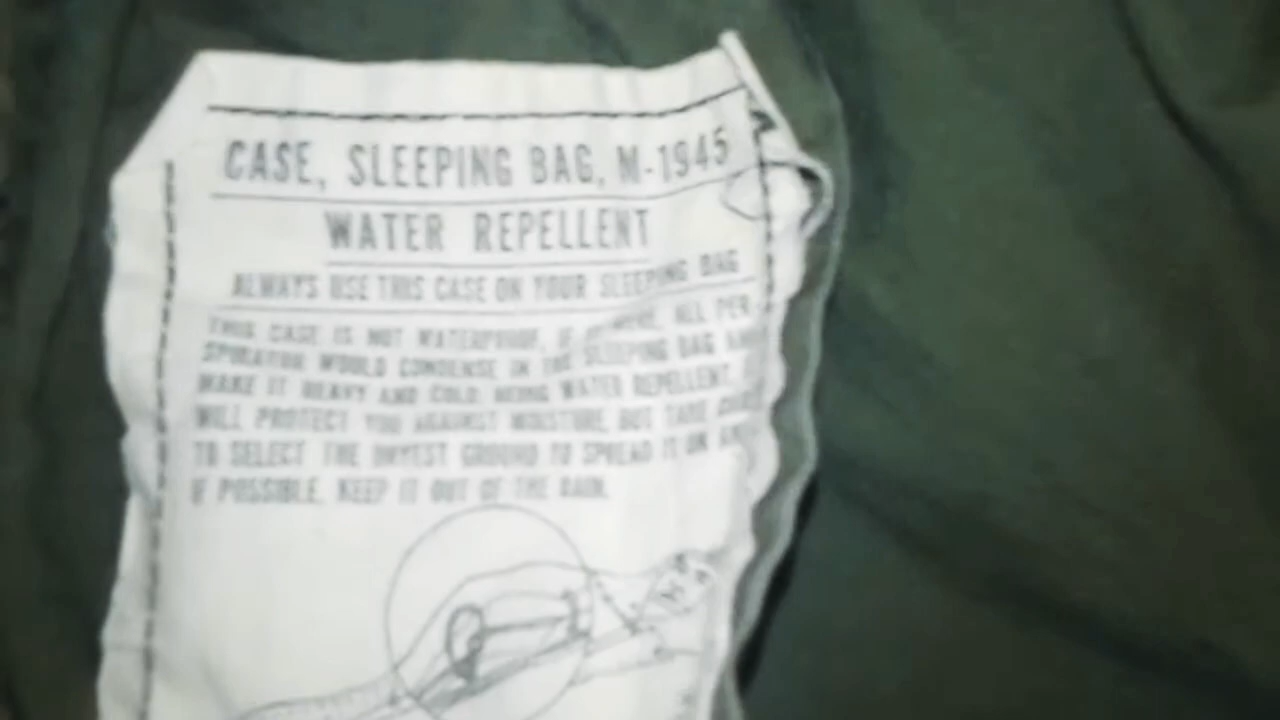 CASE, SLEEPING BAG, M-1945
WATER REPELLENT
ALWAYS USE THIS CASE ON YOUR SLEEPING BAG
THIS CASE IS NOT WATERPROOF, IF IT WERE, ALL PER-
SPIRATION WOULD CONDENSE IN THE SLEEPING BAG AND
MAKE IT HEAVY AND COLD: BEING WATER REPELLENT,
WILL PROTECT YOU AGAINST MOISTURE, BUT TAKE CARE
TO SELECT THE DRYEST GROUND TO SPREAD IT ON
IF POSSIBLE, KEEP IT OUT OF THE RAIN.